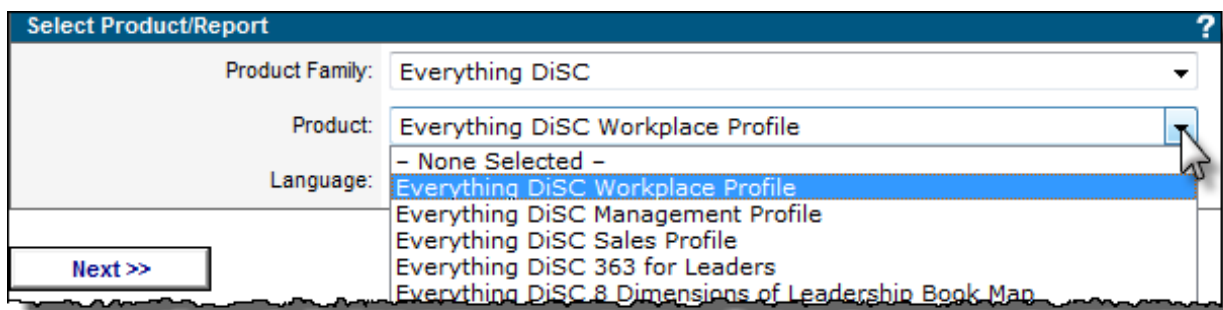 Select Product/Report ?
Product Family: Everything DiSC
Product: Everything DiSC Workplace Profile
– None Selected –
Language: Everything DiSC Workplace Profile
Everything DiSC Management Profile
Everything DiSC Sales Profile
Next >> Everything DiSC 363 for Leaders
Everything DiSC 8 Dimensions of Leadership Book Map